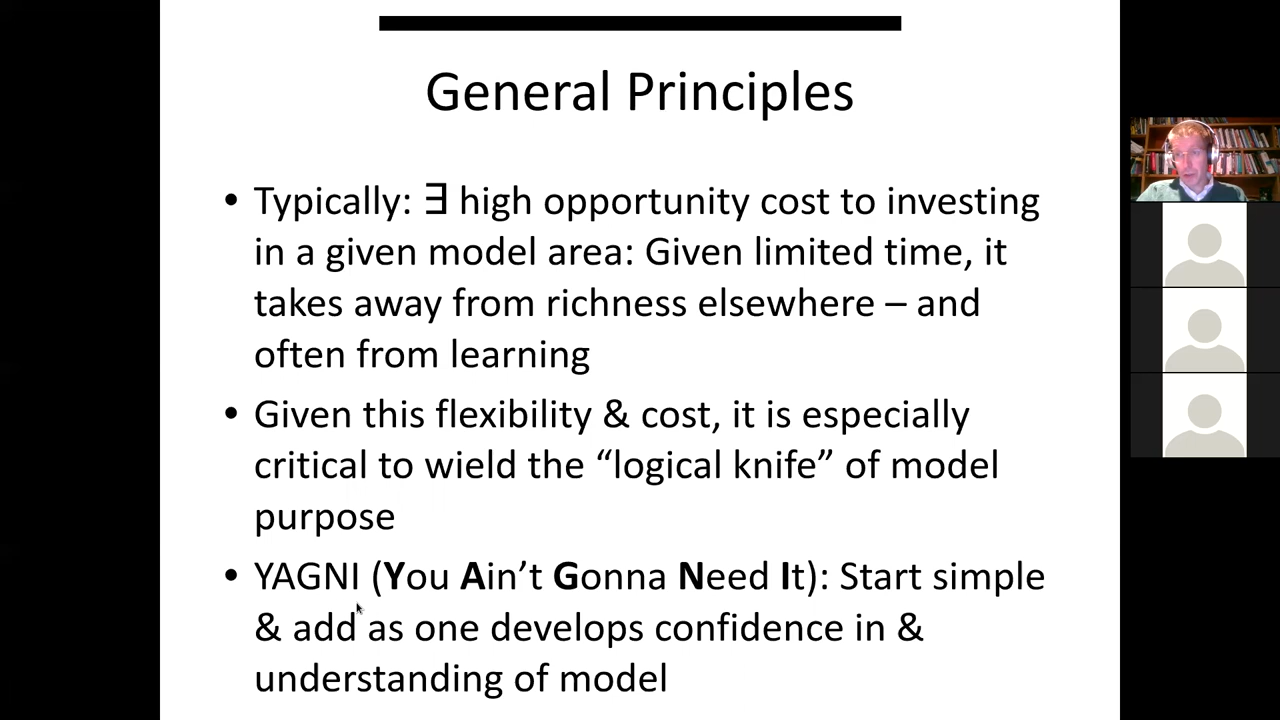 General Principles
• Typically: ∃ high opportunity cost to investing
in a given model area: Given limited time, it
takes away from richness elsewhere – and
often from learning
• Given this flexibility & cost, it is especially
critical to wield the “logical knife” of model
purpose
• YAGNI (You Ain’t Gonna Need It): Start simple
& add as one develops confidence in &
understanding of model